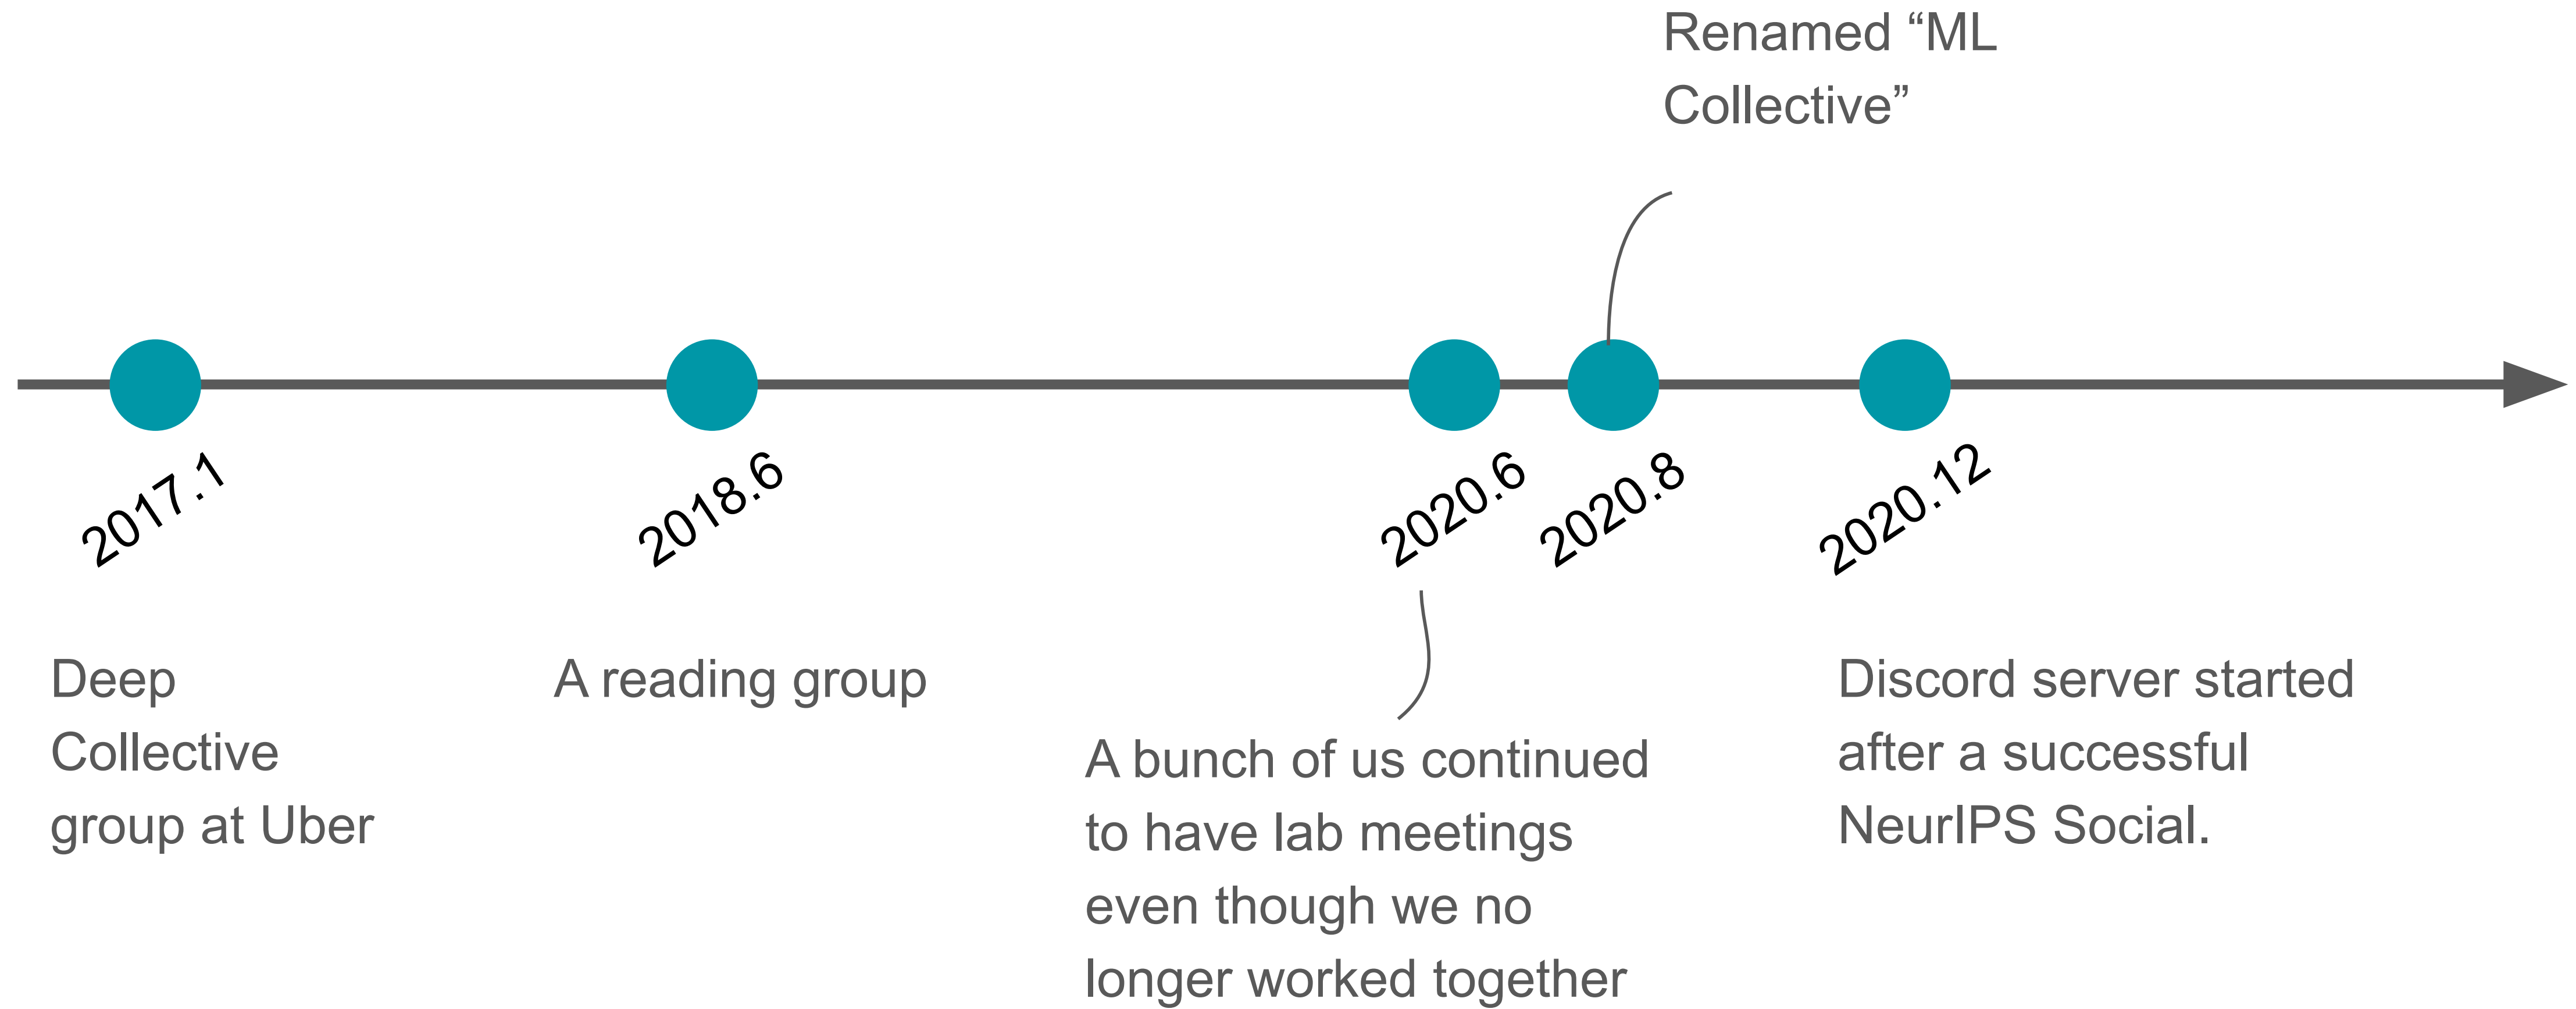 Renamed “ML
Collective”
2017.1
2018.6
2020.6
2020.8
2020.12
Deep
Collective
group at Uber
A reading group
A bunch of us continued
to have lab meetings
even though we no
longer worked together
Discord server started
after a successful
NeurIPS Social.